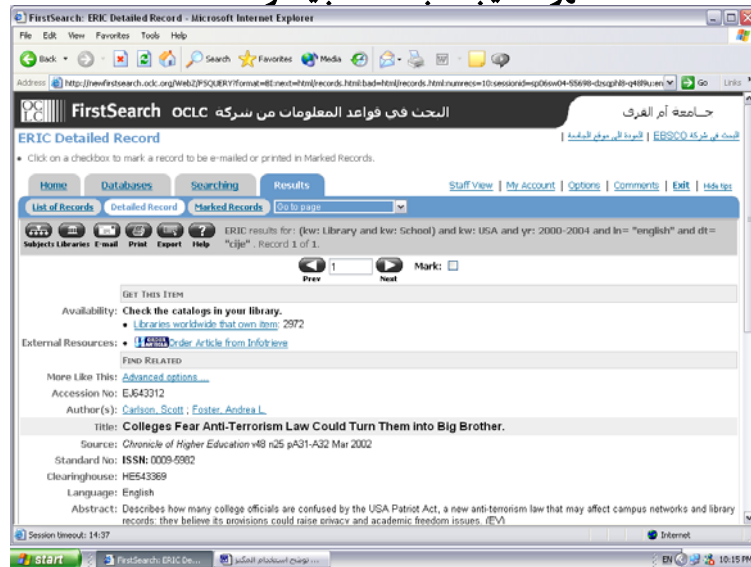 FirstSearch: ERIC Detailed Record - Microsoft Internet Explorer
File Edit View Favorites Tools Help
Back Search Favorites Media
Address http://newfirstsearch.oclc.org/WebZ/FSQUERY?format=BI:next=html/records.html:bad=html/records.html:numrecs=10:sessionid= Go Links
OCLC FirstSearch OCLC البحث في قواعد المعلومات من شركة جـامعة أم القرى
ERIC Detailed Record البحث في شركة EBSCO | العودة الى موقع الجامعة |
• Click on a checkbox to mark a record to be e-mailed or printed in Marked Records.
Home Databases Searching Results Staff View | My Account | Options | Comments | Exit | Hide tips
List of Records Detailed Record Marked Records Go to page
Subjects Libraries E-mail Print Export Help ERIC results for: (kw: Library and kw: School) and kw: USA and yr: 2000-2004 and ln= "english" and dt= "cije" . Record 1 of 1.
Prev 1 Next Mark:
GET THIS ITEM
Availability: Check the catalogs in your library.
• Libraries worldwide that own item: 2972
External Resources: • Order Article from Infotrieve
FIND RELATED
More Like This: Advanced options ...
Accession No: EJ643312
Author(s): Carlson, Scott ; Foster, Andrea L.
Title: Colleges Fear Anti-Terrorism Law Could Turn Them into Big Brother.
Source: Chronicle of Higher Education v48 n25 pA31-A32 Mar 2002
Standard No: ISSN: 0009-5982
Clearinghouse: HE543369
Language: English
Abstract: Describes how many college officials are confused by the USA Patriot Act, a new anti-terrorism law that may affect campus networks and library
records; they believe its provisions could raise privacy and academic freedom issues. (EV)
Session timeout: 14:37 Internet
start FirstSearch: ERIC De... توضح استخدام المكنز ... EN 10:15 PM